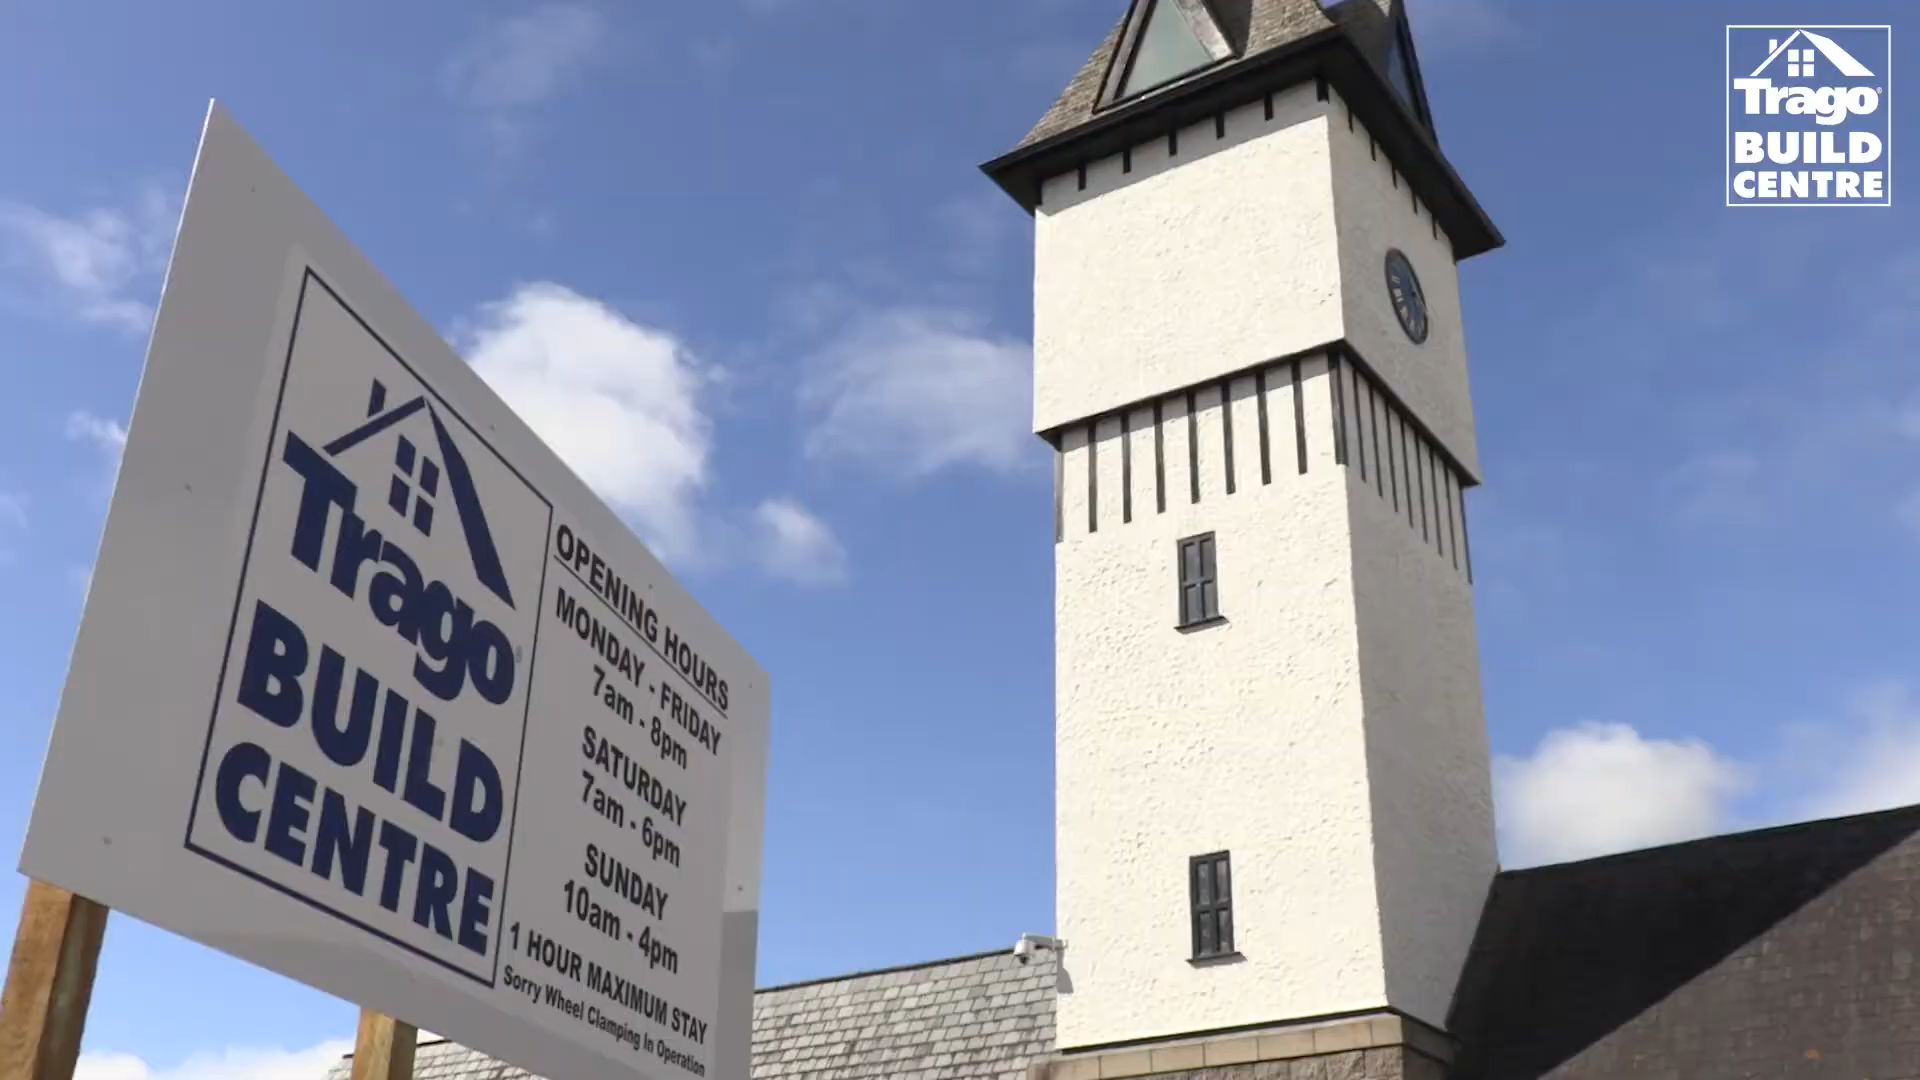 Trago
BUILD
CENTRE
OPENING HOURS
MONDAY - FRIDAY
7am - 8pm
SATURDAY
7am - 6pm
SUNDAY
10am - 4pm
1 HOUR MAXIMUM STAY
Sorry Wheel Clamping In Operation
Trago®
BUILD
CENTRE